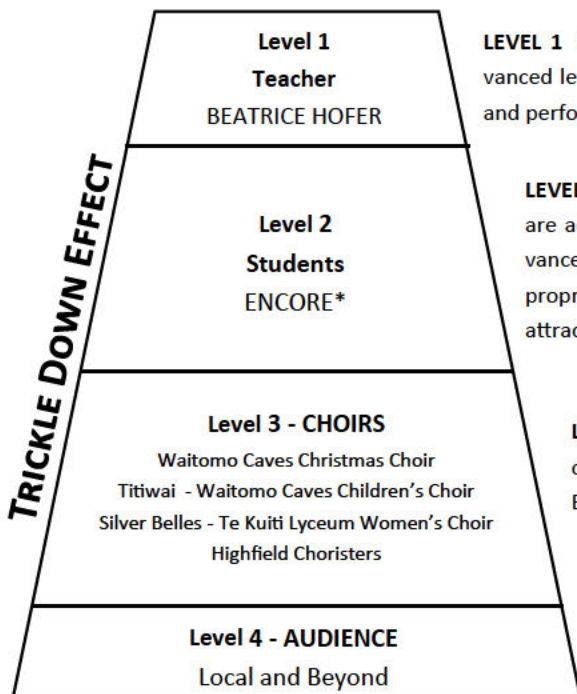 Level 1
Teacher
BEATRICE HOFER
LEVEL 1
vanced le
and perfo
TRICKLE DOWN EFFECT
Level 2
Students
ENCORE*
LEVEL
are a
vance
propr
attrac
Level 3 - CHOIRS
Waitomo Caves Christmas Choir
Titiwai - Waitomo Caves Children's Choir
Silver Belles - Te Kuiti Lyceum Women's Choir
Highfield Choristers
Level 4 - AUDIENCE
Local and Beyond